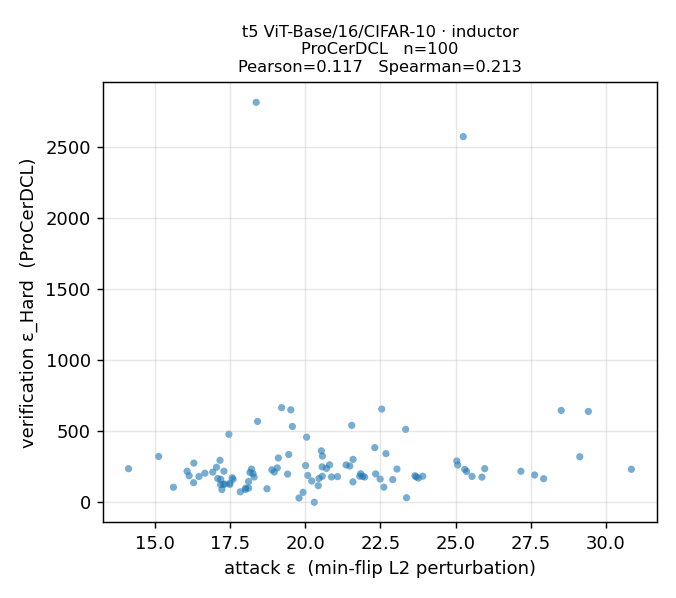 t5 ViT-Base/16/CIFAR-10 · inductor
ProCerDCL   n=100
Pearson=0.117   Spearman=0.213
verification ε_Hard  (ProCerDCL)
2500
2000
1500
1000
500
0
15.0 17.5 20.0 22.5 25.0 27.5 30.0
attack ε  (min-flip L2 perturbation)